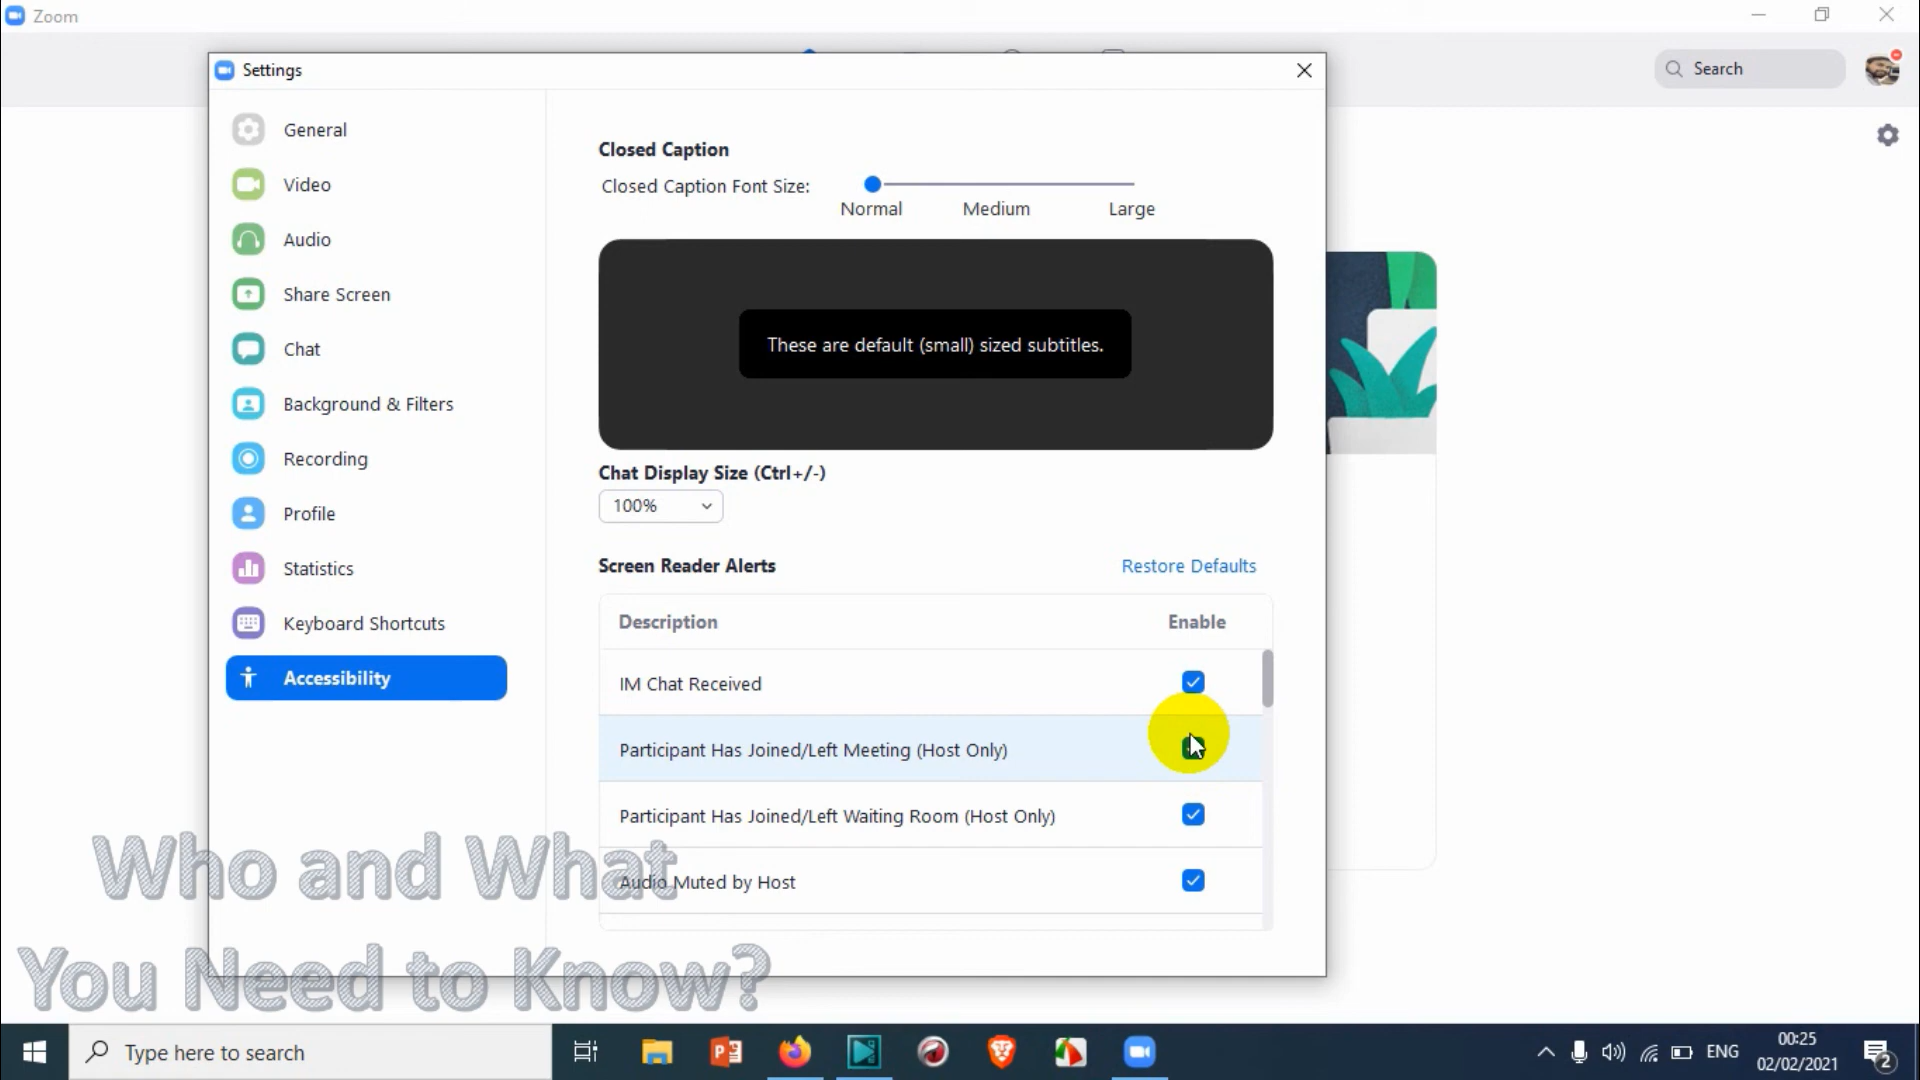 Zoom
Search
Settings
General
Video
Audio
Share Screen
Chat
Background & Filters
Recording
Profile
Statistics
Keyboard Shortcuts
Accessibility
Closed Caption
Closed Caption Font Size:
Normal Medium Large
These are default (small) sized subtitles.
Chat Display Size (Ctrl+/-)
100%
Screen Reader Alerts Restore Defaults
Description Enable
IM Chat Received
Participant Has Joined/Left Meeting (Host Only)
Participant Has Joined/Left Waiting Room (Host Only)
Audio Muted by Host
Who and What
You Need to Know?
Type here to search
ENG
00:25
02/02/2021
2